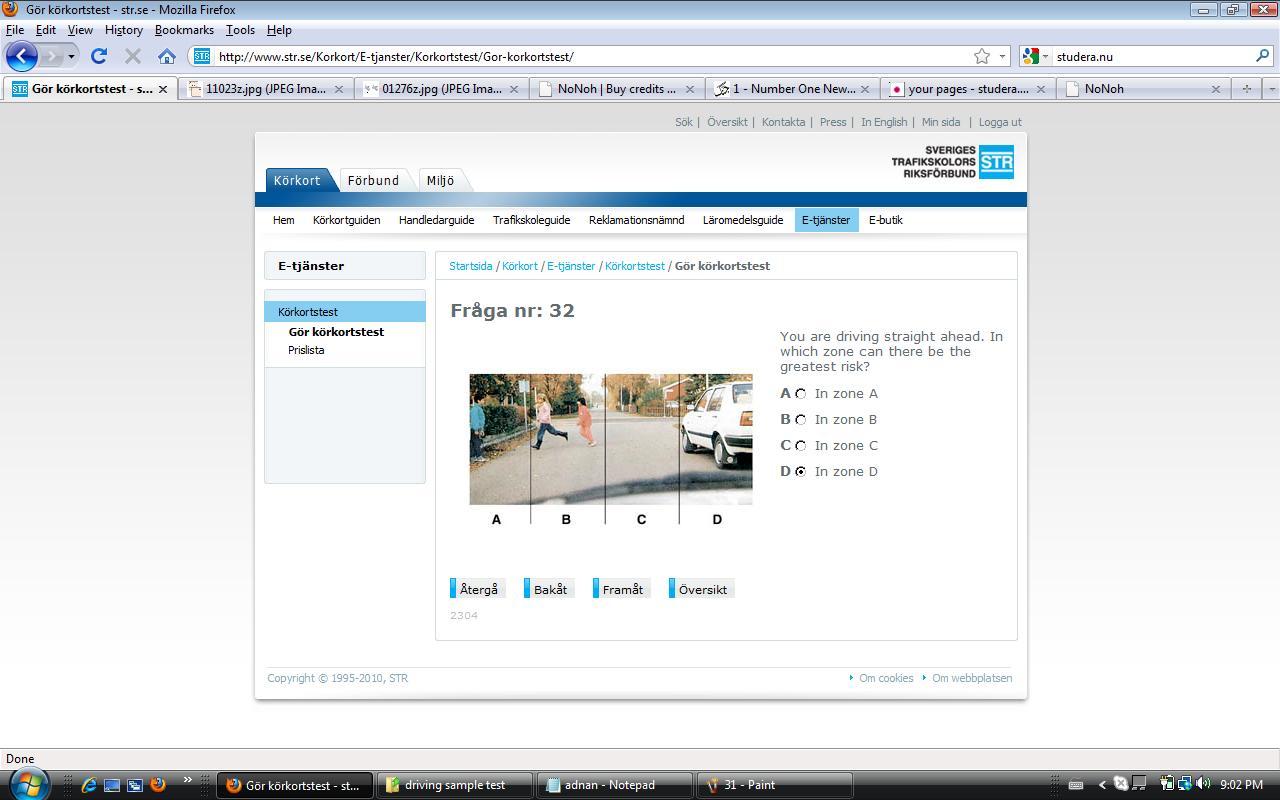 Gör körkortstest - str.se - Mozilla Firefox
File Edit View History Bookmarks Tools Help
STR http://www.str.se/Korkort/E-tjanster/Korkortstest/Gor-korkortstest/ studera.nu
STR Gör körkortstest - s... 11023z.jpg (JPEG Ima... 01276z.jpg (JPEG Ima... NoNoh | Buy credits ... 1 - Number One New... your pages - studera.... NoNoh
Sök | Översikt | Kontakta | Press | In English | Min sida | Logga ut
SVERIGES
TRAFIKSKOLORS
RIKSFÖRBUND
STR
Körkort Förbund Miljö
Hem Körkortguiden Handledarguide Trafikskoleguide Reklamationsnämnd Läromedelsguide E-tjänster E-butik
E-tjänster
Körkortstest
Gör körkortstest
Prislista
Startsida / Körkort / E-tjänster / Körkortstest / Gör körkortstest
Fråga nr: 32
You are driving straight ahead. In
which zone can there be the
greatest risk?
A In zone A
B In zone B
C In zone C
D In zone D
A B C D
Återgå Bakåt Framåt Översikt
2304
Copyright © 1995-2010, STR Om cookies Om webbplatsen
Done
Gör körkortstest - st... driving sample test adnan - Notepad 31 - Paint 9:02 PM